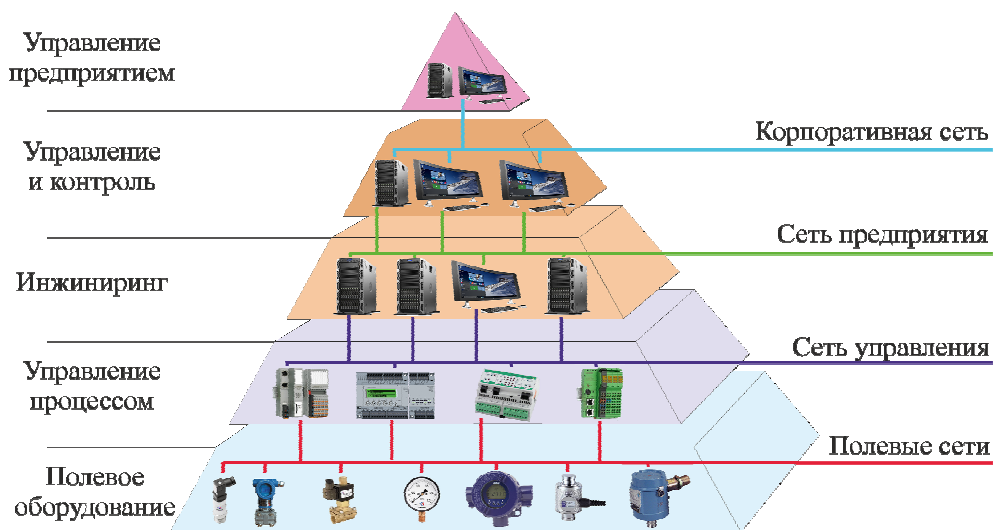 Управление
предприятием
Корпоративная сеть
Управление
и контроль
Сеть предприятия
Инжиниринг
Сеть управления
Управление
процессом
Полевые сети
Полевое
оборудование